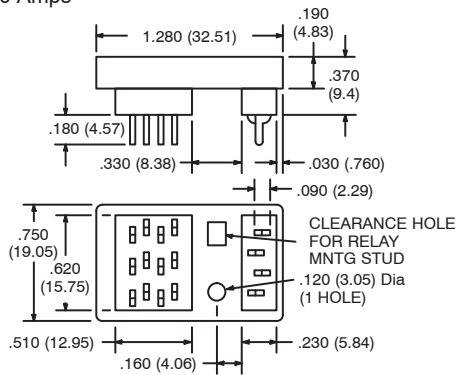 Amps
1.280 (32.51)
.190
(4.83)
.370
(9.4)
.180 (4.57)
.330 (8.38)
.030 (.760)
.090 (2.29)
.750
(19.05)
.620
(15.75)
CLEARANCE HOLE
FOR RELAY
MNTG STUD
.120 (3.05) Dia
(1 HOLE)
.510 (12.95)
.160 (4.06)
.230 (5.84)